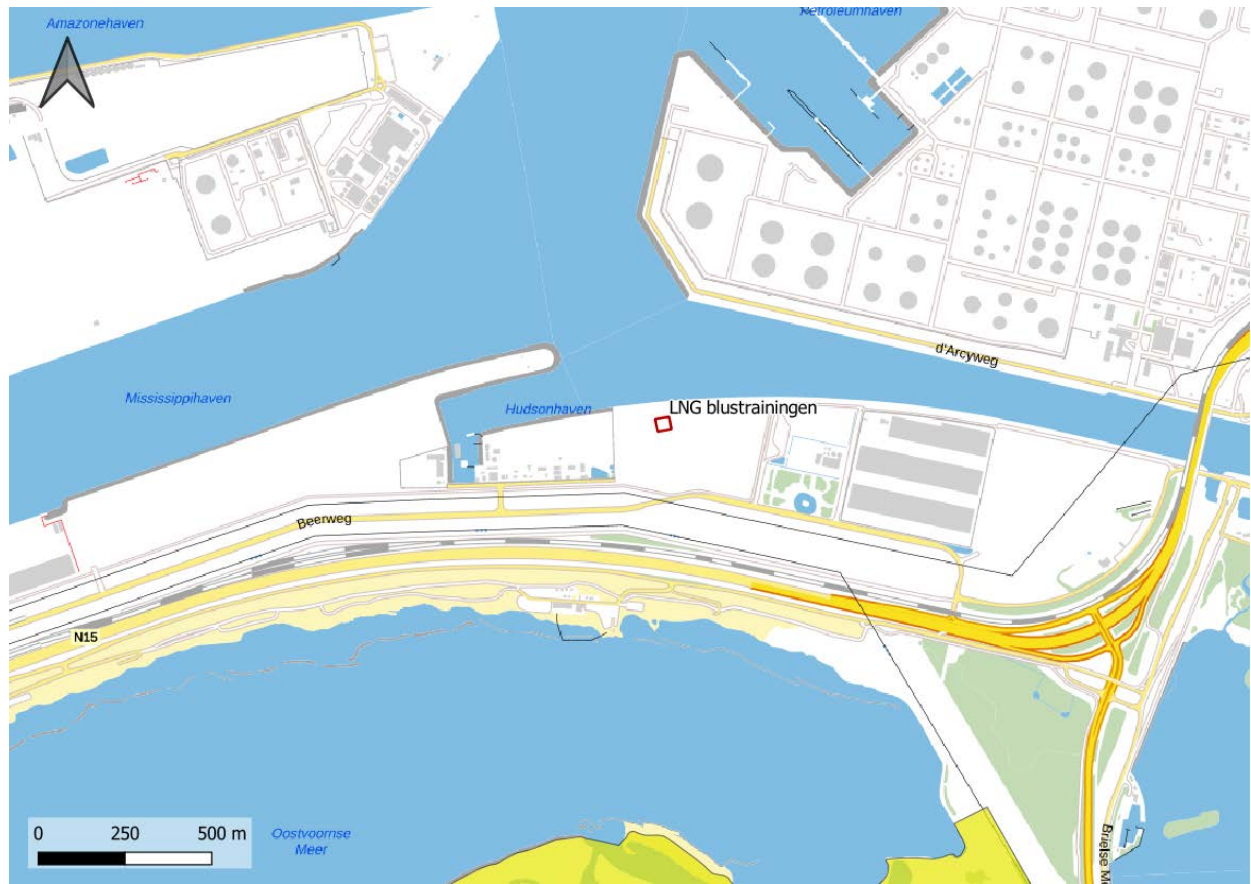 Amazonehaven
Petroleumhaven
d'Arcyweg
Mississippihaven
Hudsonhaven
LNG blustrainingen
Beerweg
N15
0 250 500 m
Oostvoornse
Meer
Brielse M